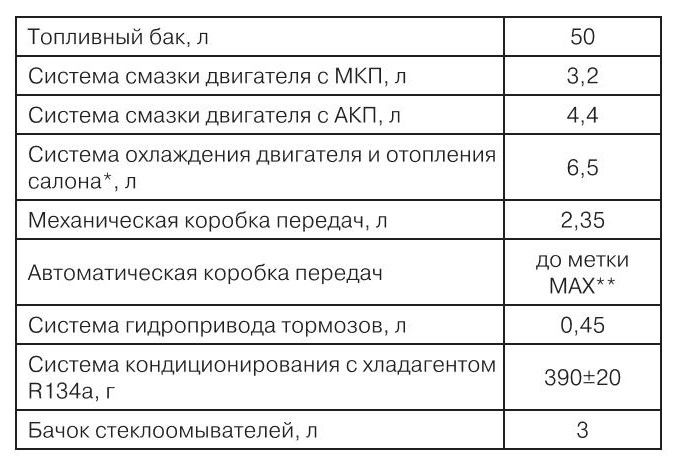 Топливный бак, л 50
Система смазки двигателя с МКП, л 3,2
Система смазки двигателя с АКП, л 4,4
Система охлаждения двигателя и отопления
салона*, л 6,5
Механическая коробка передач, л 2,35
Автоматическая коробка передач до метки
МАХ**
Система гидропривода тормозов, л 0,45
Система кондиционирования с хладагентом
R134a, г 390±20
Бачок стеклоомывателей, л 3